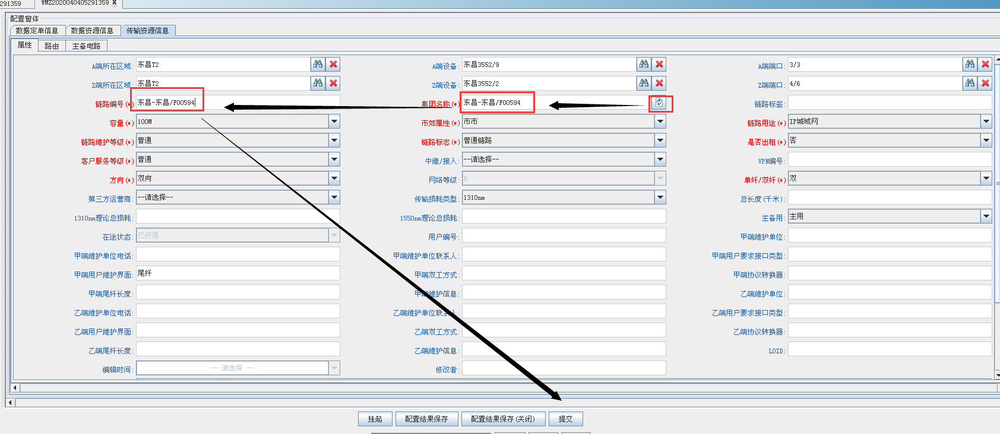 291359 WMZ2020040405291359 X
配置窗体
数据定单信息 数据资源信息 传输资源信息
属性 路由 主备电路
A端所在区域: 东昌T2 A端设备: 东昌3552/9 A端端口: 3/3
Z端所在区域: 东昌T2 Z端设备: 东昌3552/2 Z端端口: 4/6
链路编号(*) 东昌-东昌/F00594 集团名称(*) 东昌-东昌/F00594 链路标签:
容量(*) 100M 市郊属性(*) 市市 链路用途(*) IP城域网
链路维护等级(*) 普通 链路标志(*) 普通链路 是否出租(*) 否
客户服务等级(*) 普通 中继/接入: --请选择-- VPN编号:
方向(*) 双向 网络等级: N 单纤/双纤(*) 双
第三方运营商: --请选择-- 传输损耗类型: 1310nm 总长度(千米):
1310nm理论总损耗: 1550nm理论总损耗: 主备用: 主用
在途状态: 已开通 用户编号: 甲端维护单位:
甲端维护单位电话: 甲端维护单位联系人: 甲端用户要求接口类型:
甲端用户维护界面: 尾纤 甲端双工方式: 甲端协议转换器:
甲端尾纤长度: 甲端维护信息: 乙端维护单位:
乙端维护单位电话: 乙端维护单位联系人: 乙端用户要求接口类型:
乙端用户维护界面: 乙端双工方式: 乙端协议转换器:
乙端尾纤长度: 乙端维护信息: LOID:
编辑时间: -- 请选择 -- 修改者:
挂起 配置结果保存 配置结果保存(关闭) 提交